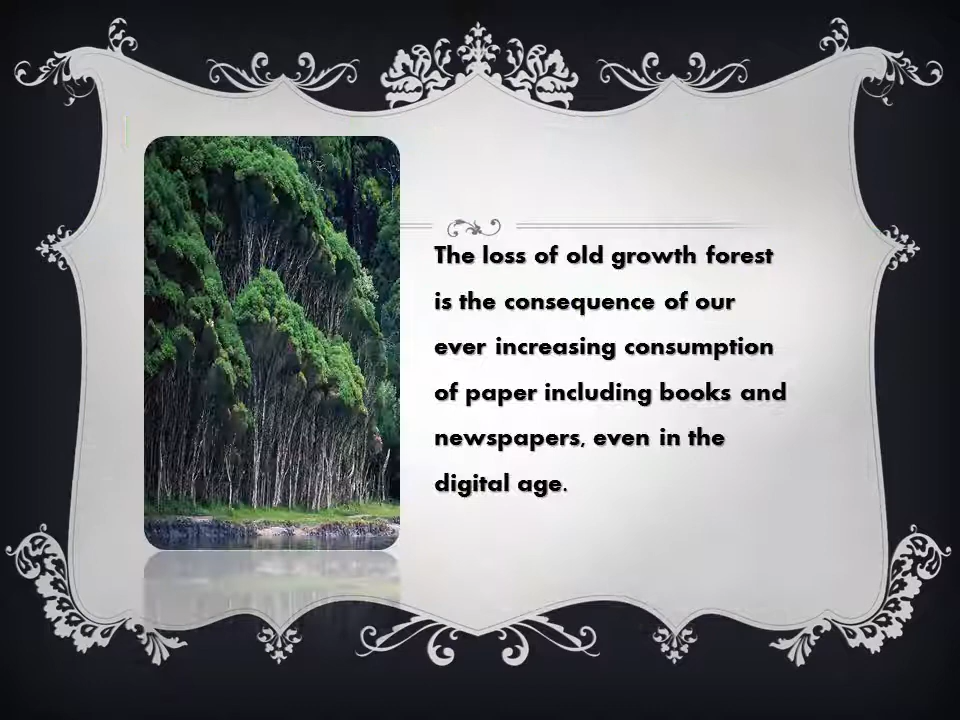 The loss of old growth forest
is the consequence of our
ever increasing consumption
of paper including books and
newspapers, even in the
digital age.